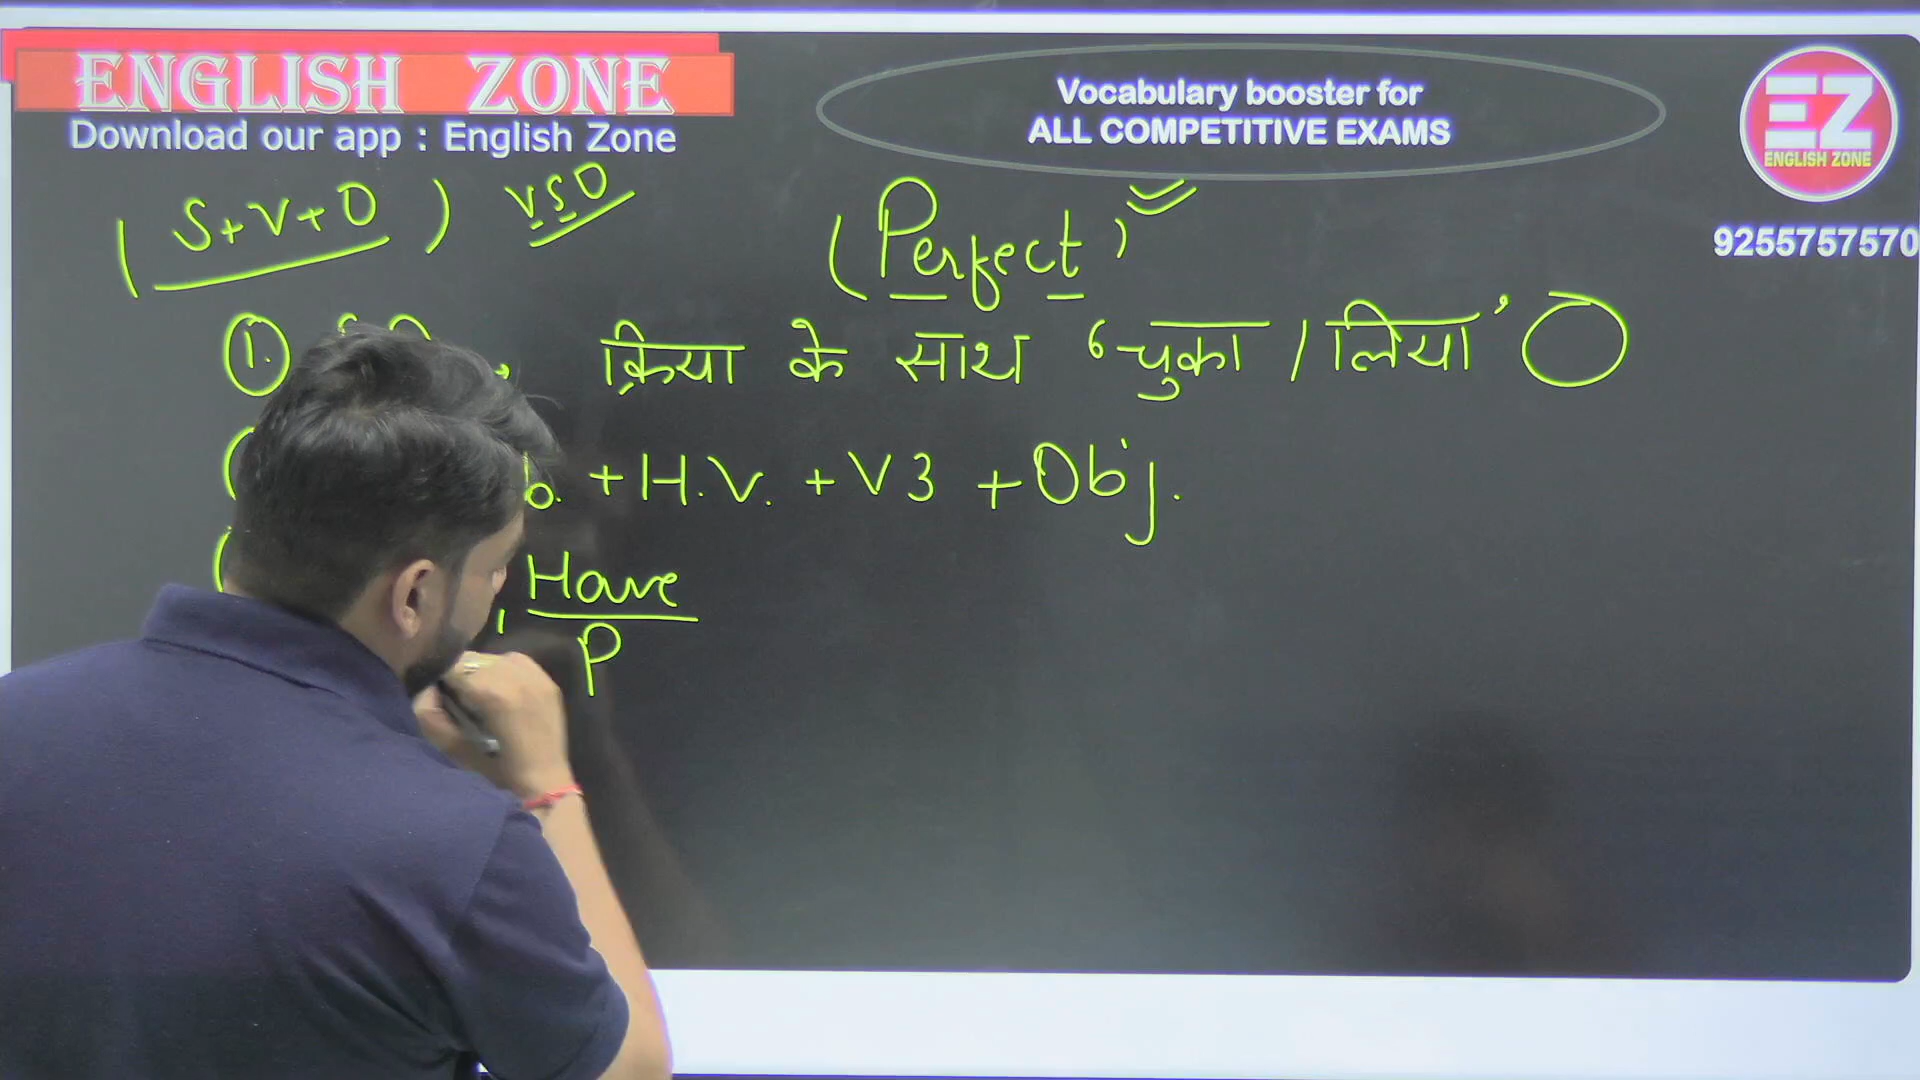 ENGLISH ZONE
Download our app : English Zone
Vocabulary booster for
ALL COMPETITIVE EXAMS
EZ
ENGLISH ZONE
9255757570
(S+V+O) VSO
(Perfect)
1. क्रिया के साथ 'चुका / लिया'
+ H.V. + V3 + Obj.
Have
P